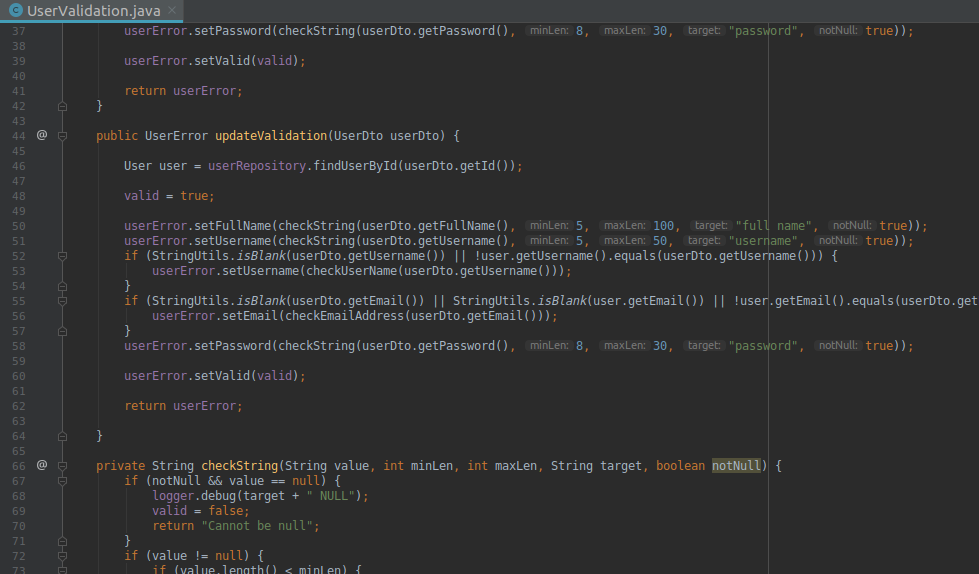 UserValidation.java
37 userError.setPassword(checkString(userDto.getPassword(), minLen: 8, maxLen: 30, target: "password", notNull: true));
38
39 userError.setValid(valid);
40
41 return userError;
42 }
43
44 @ public UserError updateValidation(UserDto userDto) {
45
46 User user = userRepository.findUserById(userDto.getId());
47
48 valid = true;
49
50 userError.setFullName(checkString(userDto.getFullName(), minLen: 5, maxLen: 100, target: "full name", notNull: true));
51 userError.setUsername(checkString(userDto.getUsername(), minLen: 5, maxLen: 50, target: "username", notNull: true));
52 if (StringUtils.isBlank(userDto.getUsername()) || !user.getUsername().equals(userDto.getUsername())) {
53 userError.setUsername(checkUserName(userDto.getUsername()));
54 }
55 if (StringUtils.isBlank(userDto.getEmail()) || StringUtils.isBlank(user.getEmail()) || !user.getEmail().equals(userDto.get
56 userError.setEmail(checkEmailAddress(userDto.getEmail()));
57 }
58 userError.setPassword(checkString(userDto.getPassword(), minLen: 8, maxLen: 30, target: "password", notNull: true));
59
60 userError.setValid(valid);
61
62 return userError;
63
64 }
65
66 @ private String checkString(String value, int minLen, int maxLen, String target, boolean notNull) {
67 if (notNull && value == null) {
68 logger.debug(target + " NULL");
69 valid = false;
70 return "Cannot be null";
71 }
72 if (value != null) {
73 if (value.length() < minLen) {